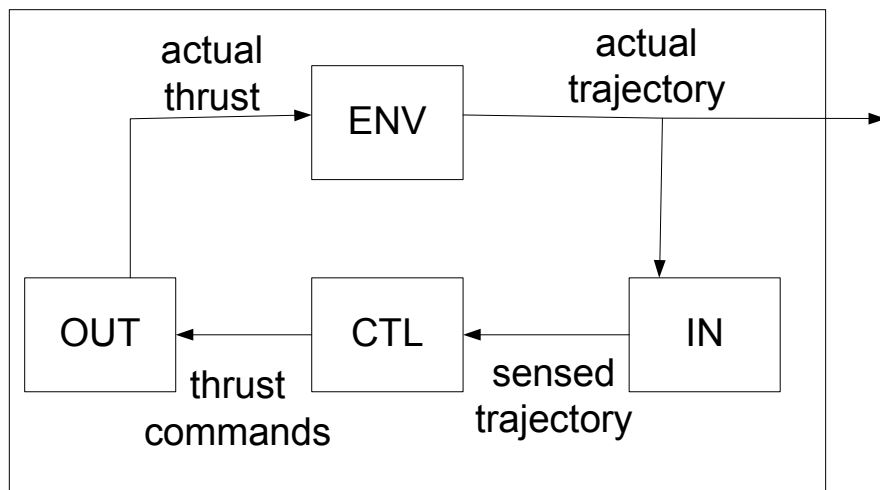 actual
thrust
ENV
actual
trajectory
OUT
CTL
IN
thrust
commands
sensed
trajectory